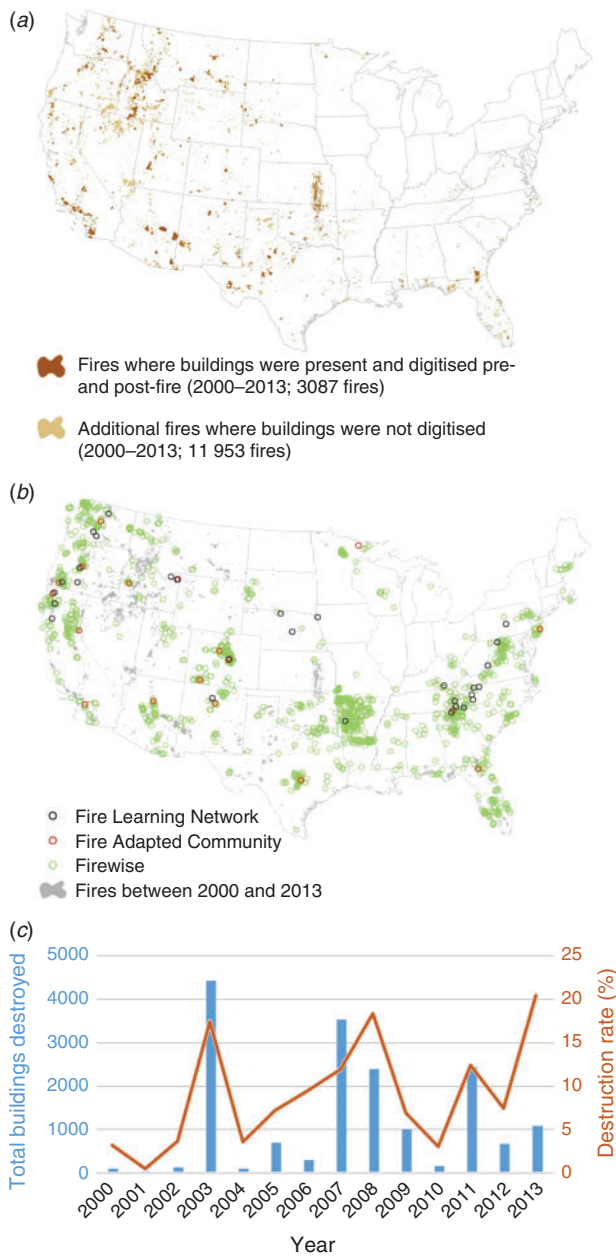 (a)
Fires where buildings were present and digitised pre-
and post-fire (2000–2013; 3087 fires)
Additional fires where buildings were not digitised
(2000–2013; 11 953 fires)
(b)
Fire Learning Network
Fire Adapted Community
Firewise
Fires between 2000 and 2013
(c)
Total buildings destroyed
5000
4000
3000
2000
1000
0
25
20
15
10
5
0
Destruction rate (%)
2000
2001
2002
2003
2004
2005
2006
2007
2008
2009
2010
2011
2012
2013
Year